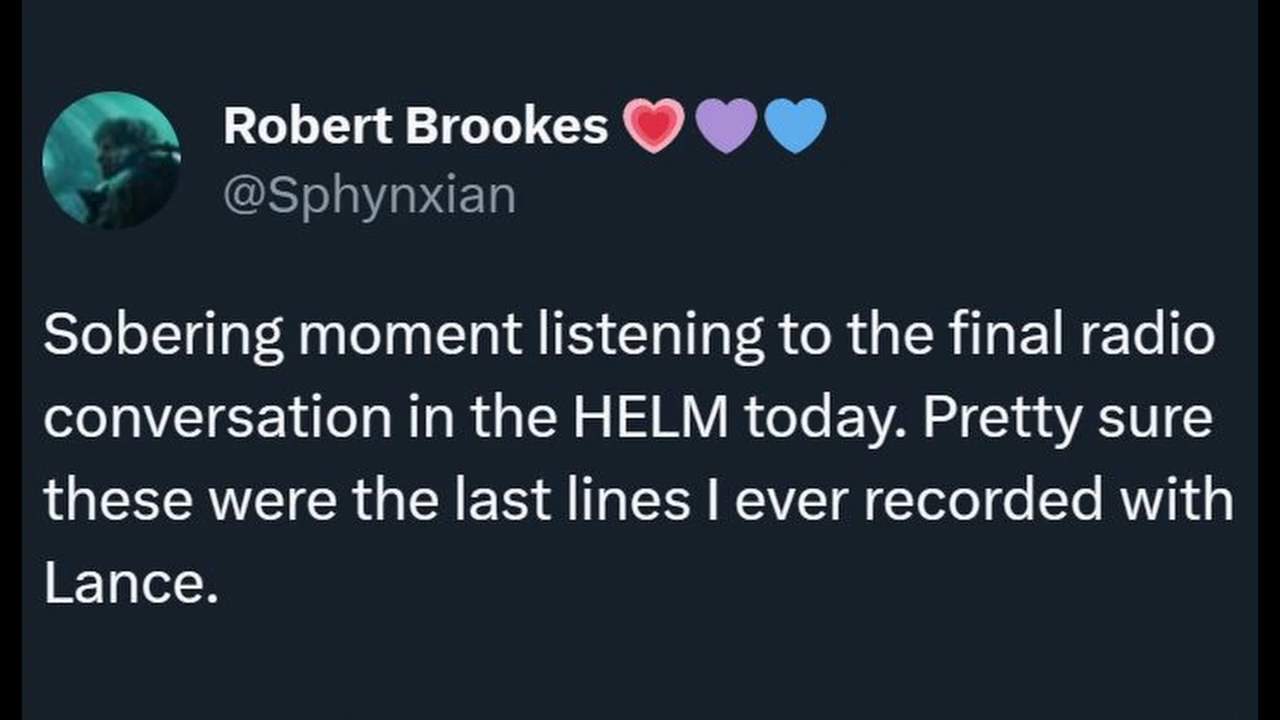 Robert Brookes 💗💜💙
@Sphynxian
Sobering moment listening to the final radio
conversation in the HELM today. Pretty sure
these were the last lines I ever recorded with
Lance.